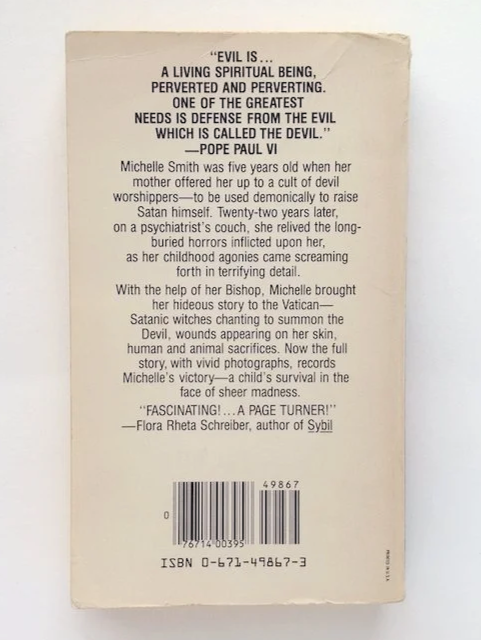 "EVIL IS...
A LIVING SPIRITUAL BEING,
PERVERTED AND PERVERTING.
ONE OF THE GREATEST
NEEDS IS DEFENSE FROM THE EVIL
WHICH IS CALLED THE DEVIL."
—POPE PAUL VI
Michelle Smith was five years old when her
mother offered her up to a cult of devil
worshippers—to be used demonically to raise
Satan himself. Twenty-two years later,
on a psychiatrist's couch, she relived the long-
buried horrors inflicted upon her,
as her childhood agonies came screaming
forth in terrifying detail.
With the help of her Bishop, Michelle brought
her hideous story to the Vatican—
Satanic witches chanting to summon the
Devil, wounds appearing on her skin,
human and animal sacrifices. Now the full
story, with vivid photographs, records
Michelle's victory—a child's survival in the
face of sheer madness.
"FASCINATING!...A PAGE TURNER!"
—Flora Rheta Schreiber, author of Sybil
49867
0
76714 00395
ISBN 0-671-49867-3